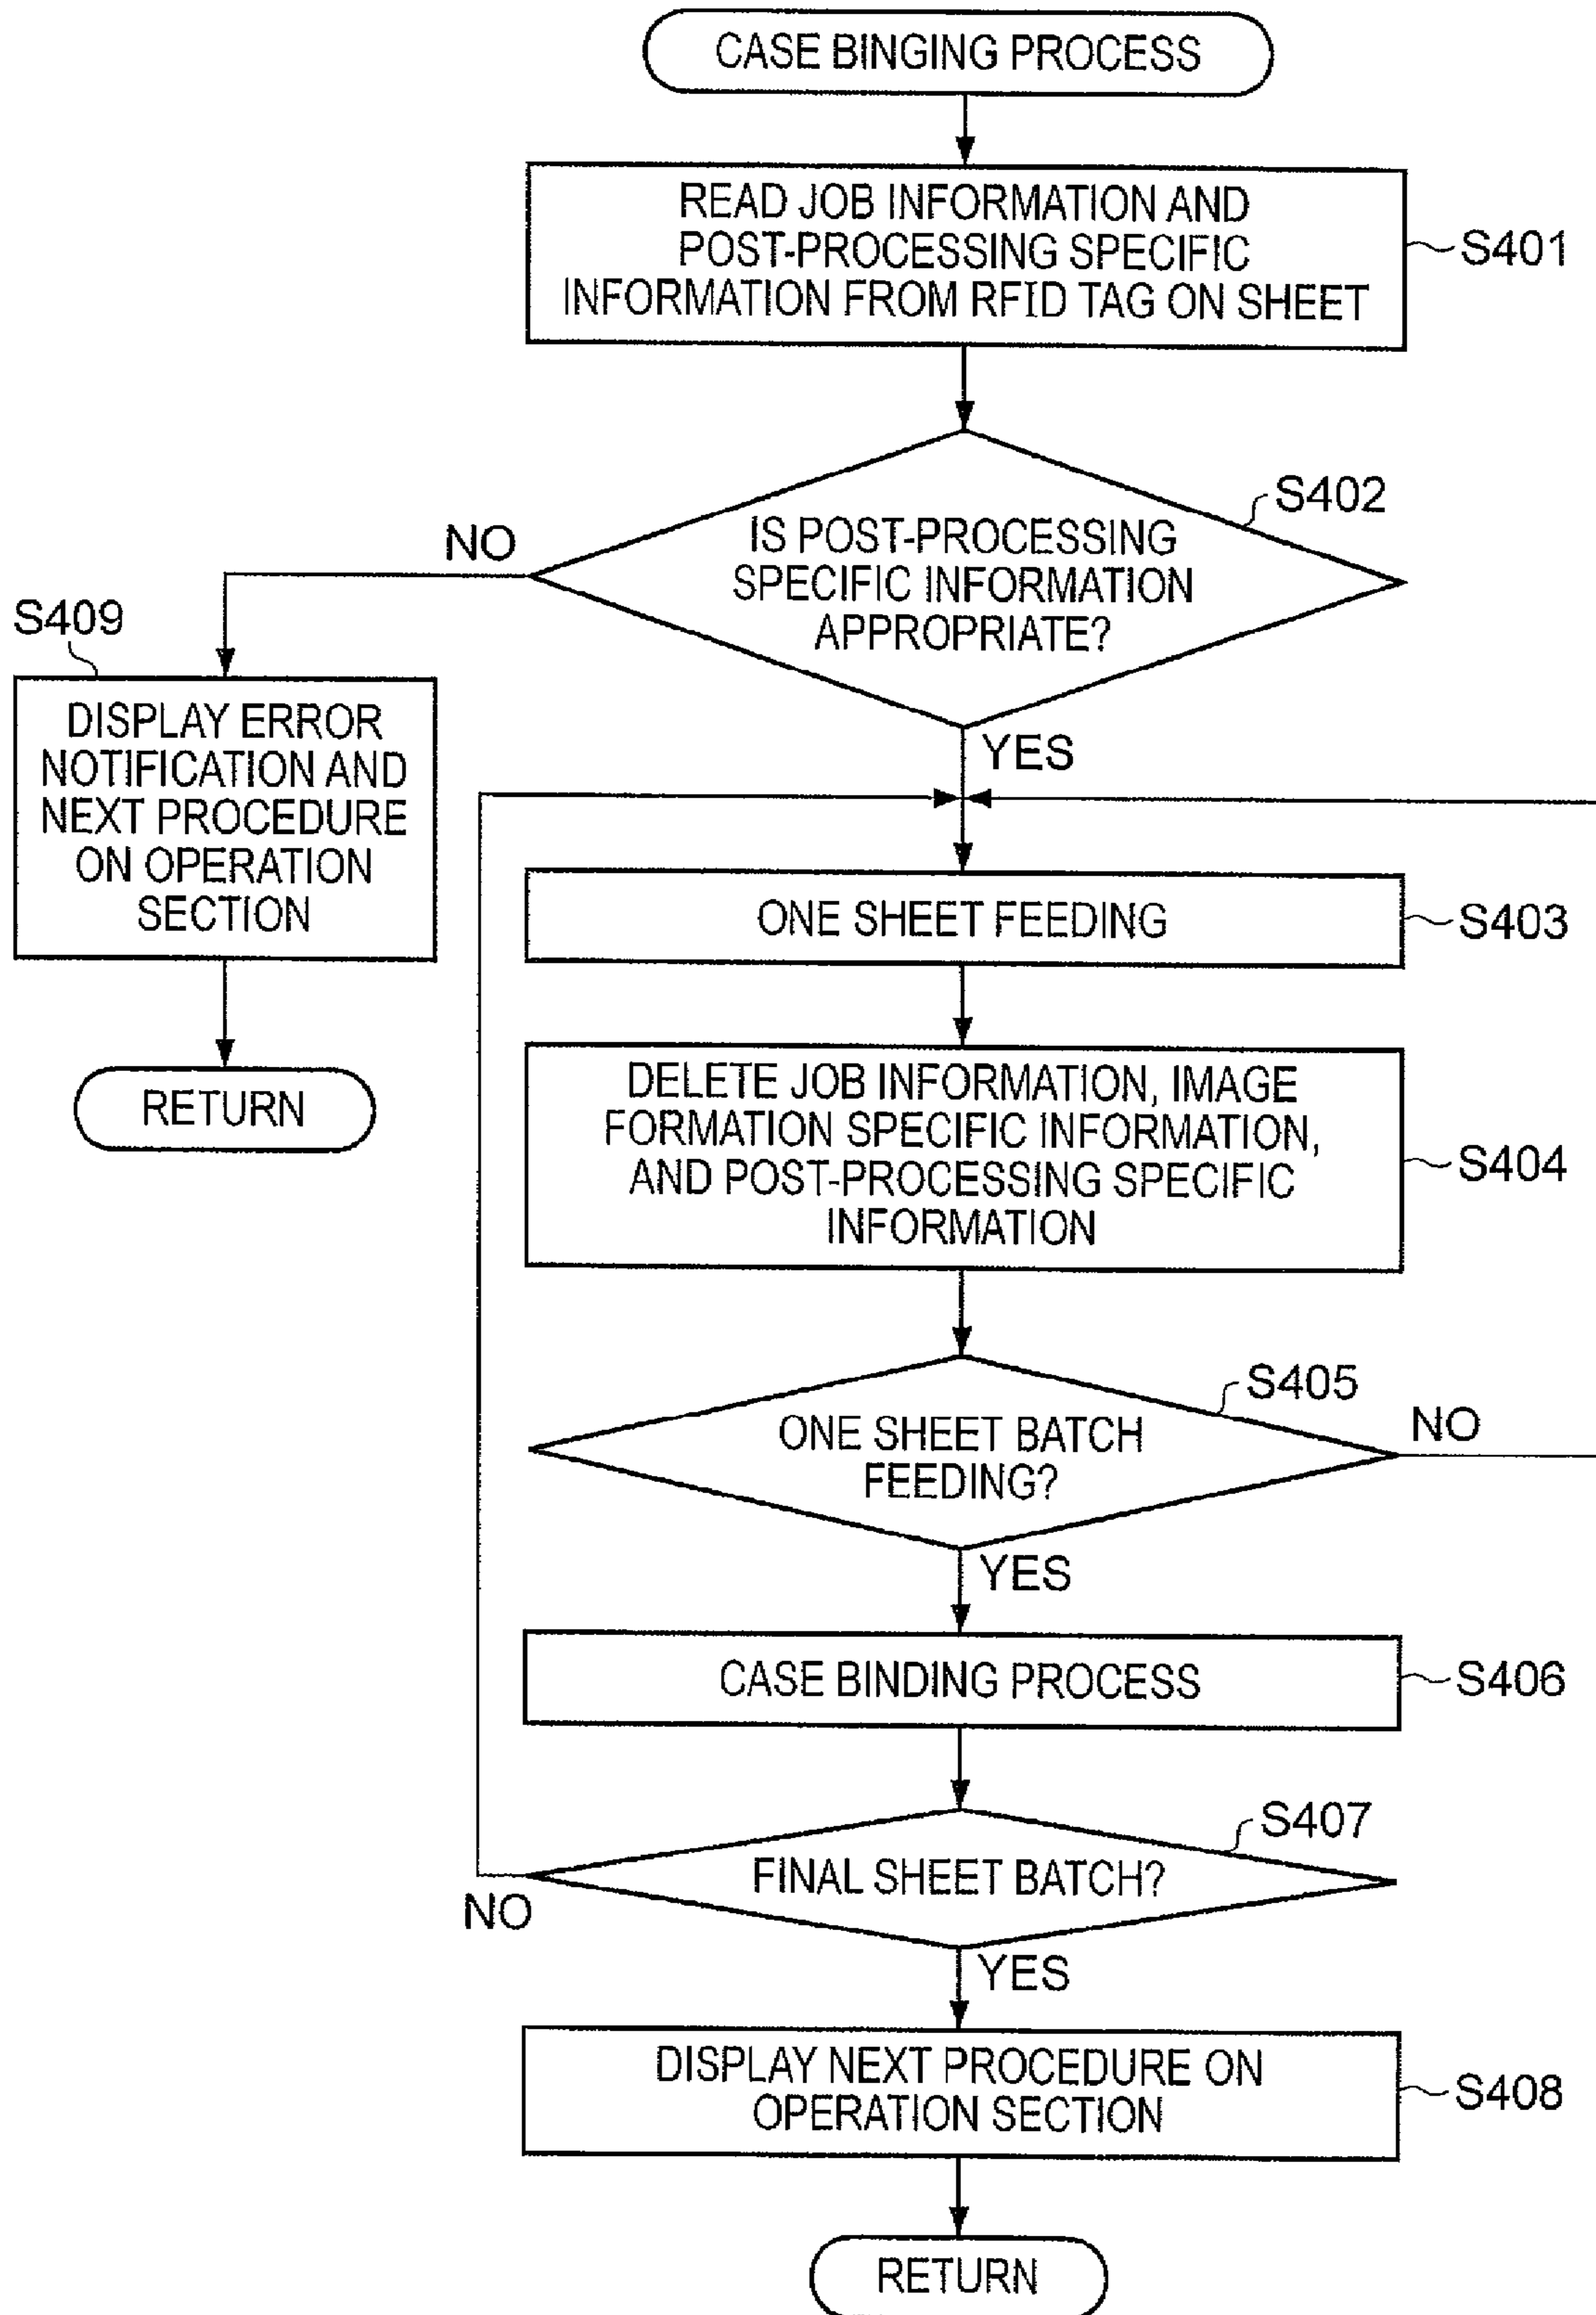 CASE BINGING PROCESS
READ JOB INFORMATION AND
POST-PROCESSING SPECIFIC
INFORMATION FROM RFID TAG ON SHEET
S401
S402
IS POST-PROCESSING
SPECIFIC INFORMATION
APPROPRIATE?
NO
S409
DISPLAY ERROR
NOTIFICATION AND
NEXT PROCEDURE
ON OPERATION
SECTION
RETURN
YES
ONE SHEET FEEDING
S403
DELETE JOB INFORMATION, IMAGE
FORMATION SPECIFIC INFORMATION,
AND POST-PROCESSING SPECIFIC
INFORMATION
S404
S405
ONE SHEET BATCH
FEEDING?
NO
YES
CASE BINDING PROCESS
S406
S407
FINAL SHEET BATCH?
NO
YES
DISPLAY NEXT PROCEDURE ON
OPERATION SECTION
S408
RETURN